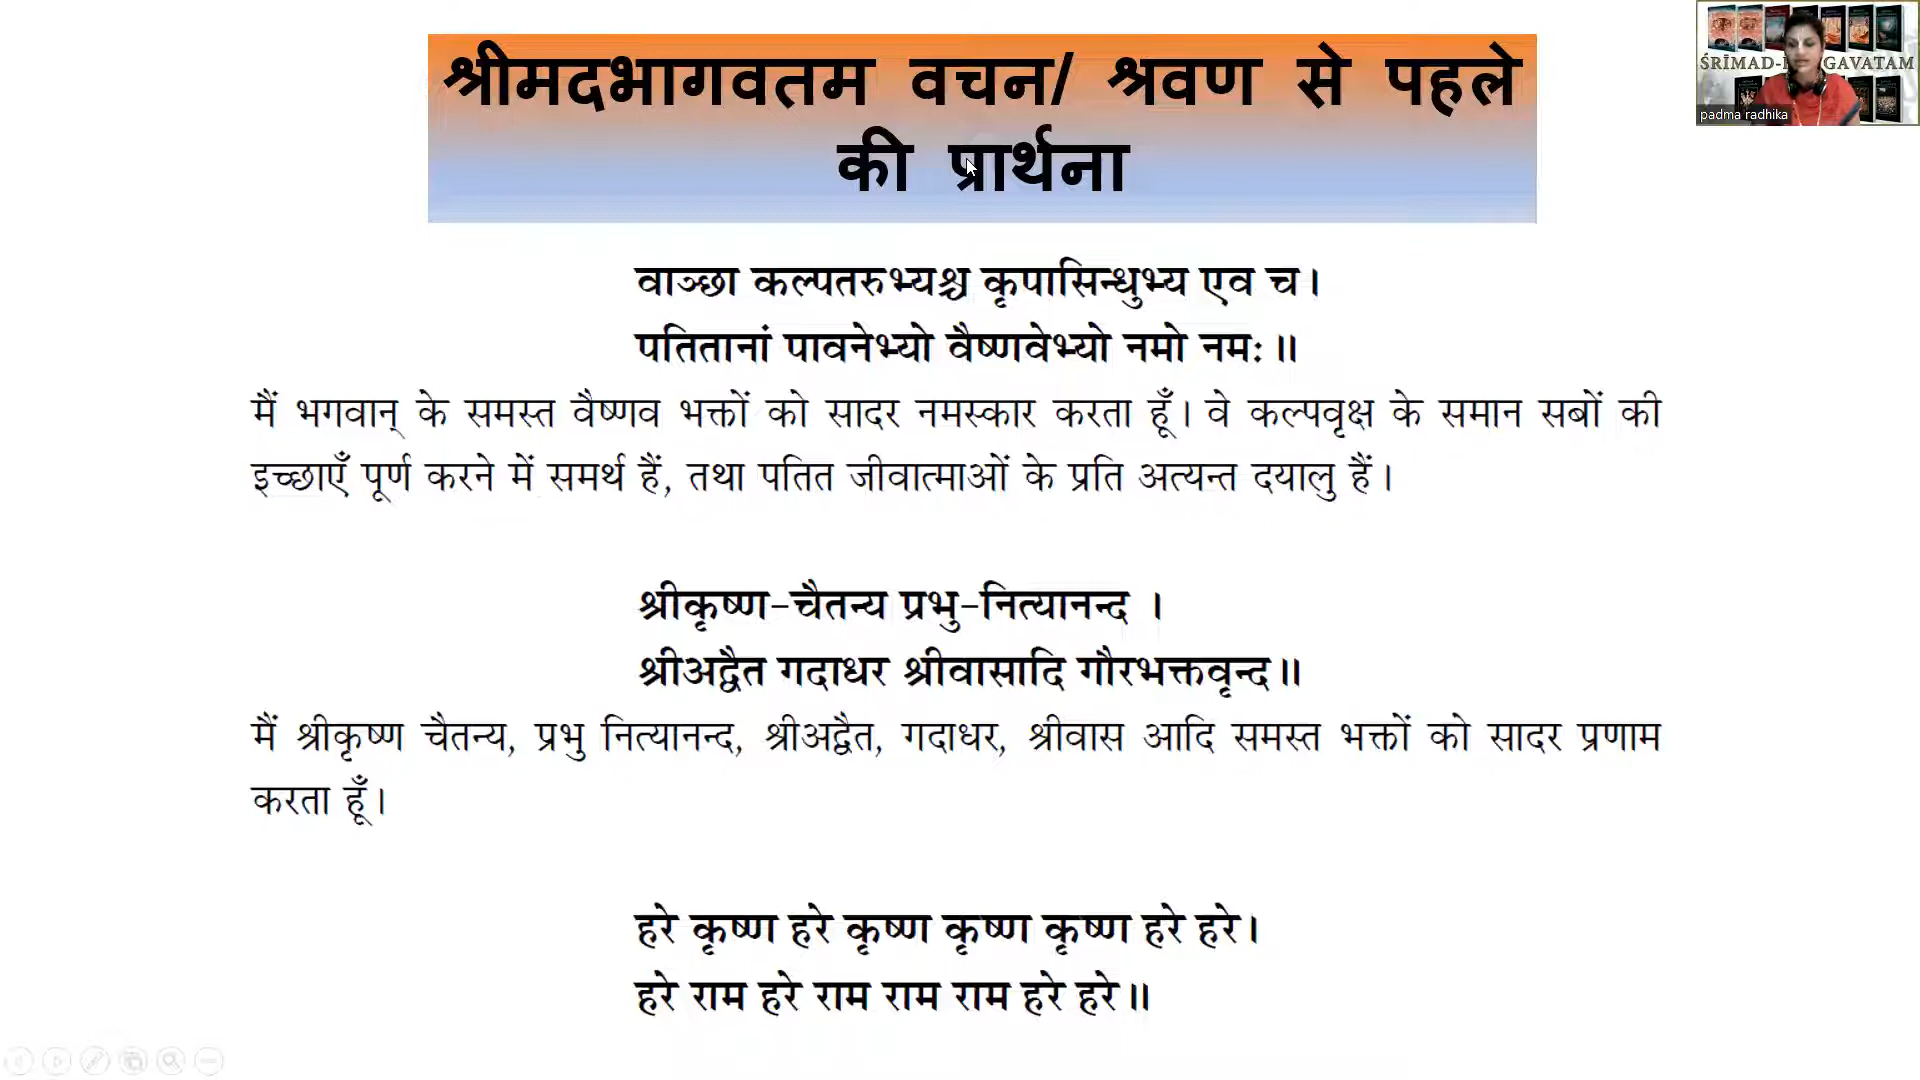 श्रीमदभागवतम वचन/ श्रवण से पहले
की प्रार्थना
ŚRĪMAD-
GAVATAM
padma radhika
वाञ्छा कल्पतरुभ्यश्च कृपासिन्धुभ्य एव च।
पतितानां पावनेभ्यो वैष्णवेभ्यो नमो नमः॥
मैं भगवान् के समस्त वैष्णव भक्तों को सादर नमस्कार करता हूँ। वे कल्पवृक्ष के समान सबों की
इच्छाएँ पूर्ण करने में समर्थ हैं, तथा पतित जीवात्माओं के प्रति अत्यन्त दयालु हैं।
श्रीकृष्ण-चैतन्य प्रभु-नित्यानन्द ।
श्रीअद्वैत गदाधर श्रीवासादि गौरभक्तवृन्द॥
मैं श्रीकृष्ण चैतन्य, प्रभु नित्यानन्द, श्रीअद्वैत, गदाधर, श्रीवास आदि समस्त भक्तों को सादर प्रणाम
करता हूँ।
हरे कृष्ण हरे कृष्ण कृष्ण कृष्ण हरे हरे।
हरे राम हरे राम राम राम हरे हरे॥